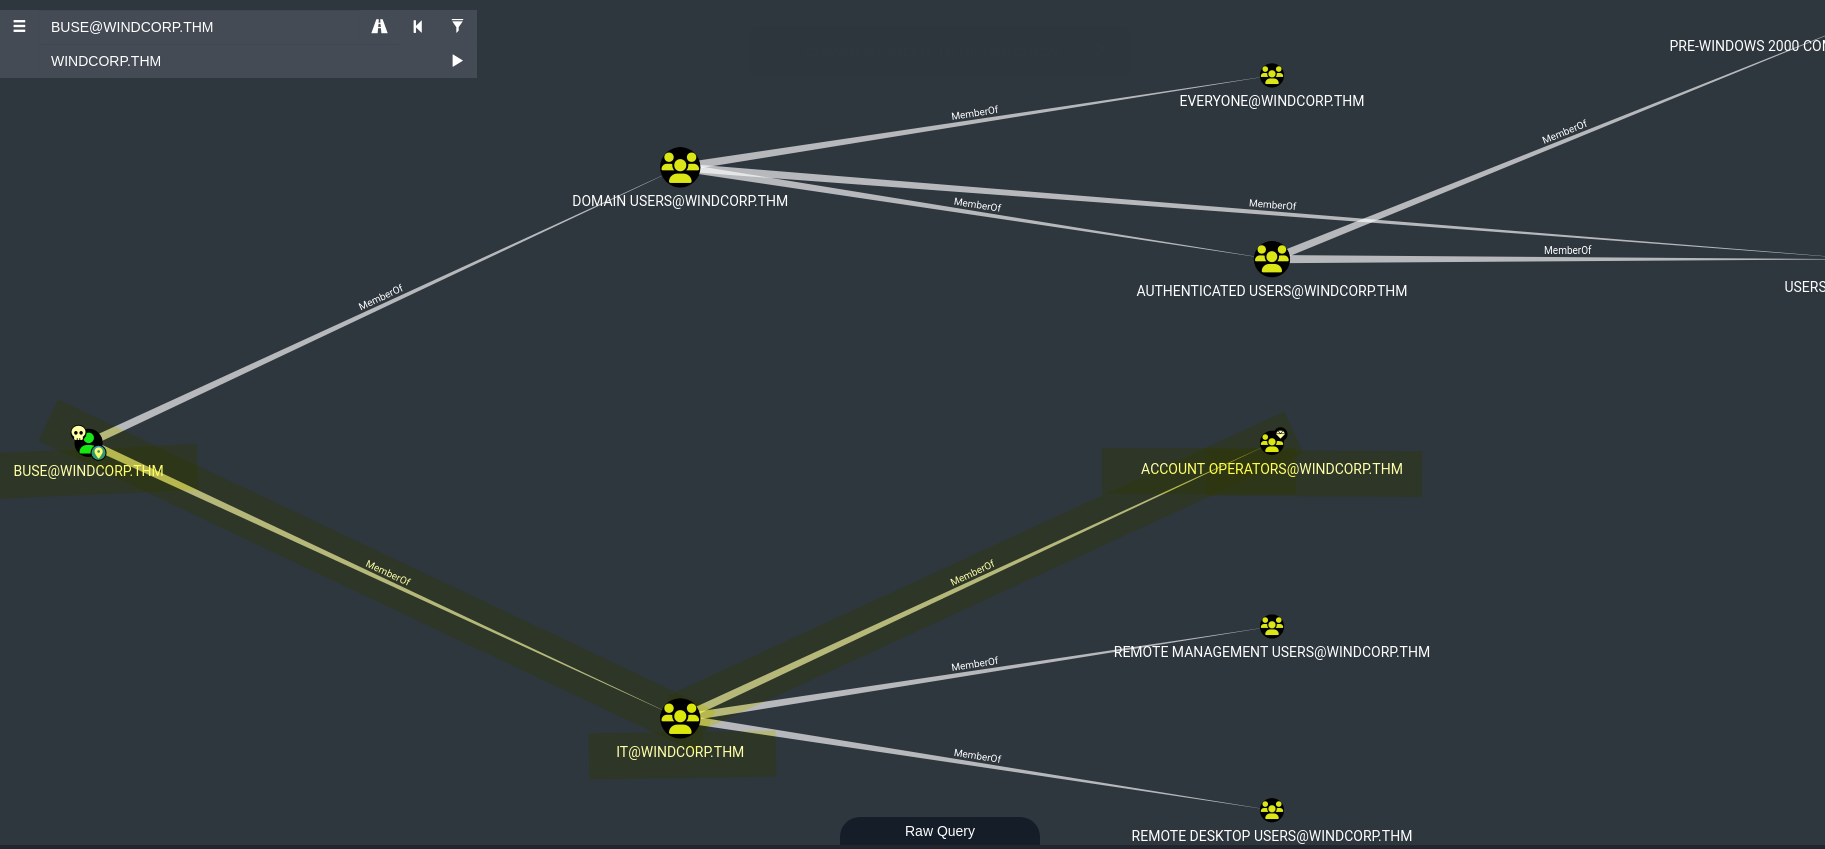 BUSE@WINDCORP.THM
WINDCORP.THM
PRE-WINDOWS 2000
EVERYONE@WINDCORP.THM
MemberOf
MemberOf
DOMAIN USERS@WINDCORP.THM
MemberOf
MemberOf
MemberOf
AUTHENTICATED USERS@WINDCORP.THM
USERS
MemberOf
BUSE@WINDCORP.THM
ACCOUNT OPERATORS@WINDCORP.THM
MemberOf
MemberOf
REMOTE MANAGEMENT USERS@WINDCORP.THM
MemberOf
IT@WINDCORP.THM
MemberOf
REMOTE DESKTOP USERS@WINDCORP.THM
Raw Query